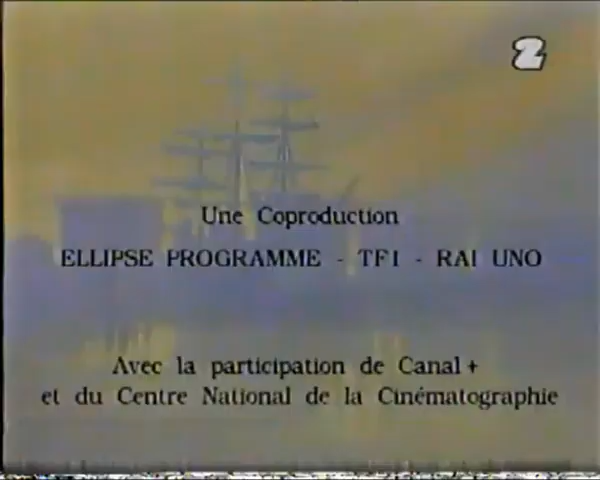 2
Une Coproduction
ELLIPSE PROGRAMME - TF1 - RAI UNO
Avec la participation de Canal+
et du Centre National de la Cinématographie